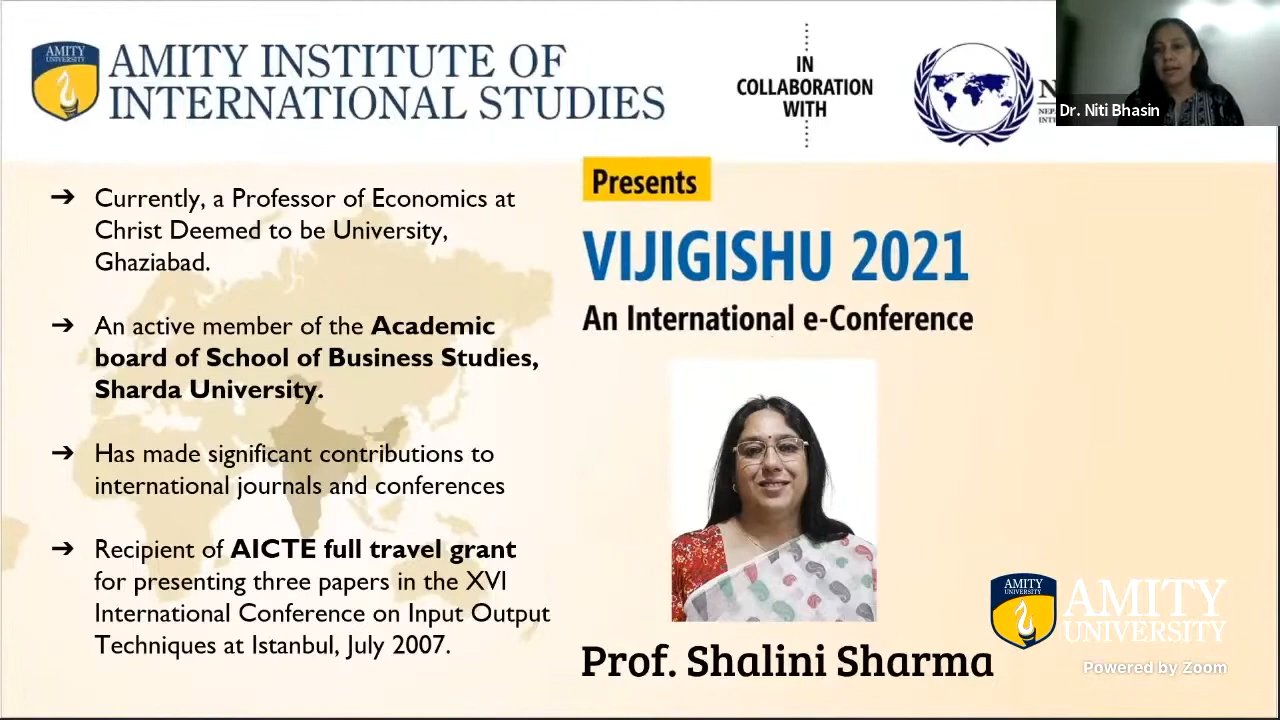 AMITY
UNIVERSITY
AMITY INSTITUTE OF
INTERNATIONAL STUDIES
IN
COLLABORATION
WITH
Dr. Niti Bhasin
Presents
VIJIGISHU 2021
An International e-Conference
➔ Currently, a Professor of Economics at
Christ Deemed to be University,
Ghaziabad.
➔ An active member of the Academic
board of School of Business Studies,
Sharda University.
➔ Has made significant contributions to
international journals and conferences
➔ Recipient of AICTE full travel grant
for presenting three papers in the XVI
International Conference on Input Output
Techniques at Istanbul, July 2007.
Prof. Shalini Sharma
AMITY
UNIVERSITY
AMITY
UNIVERSITY
Powered by Zoom